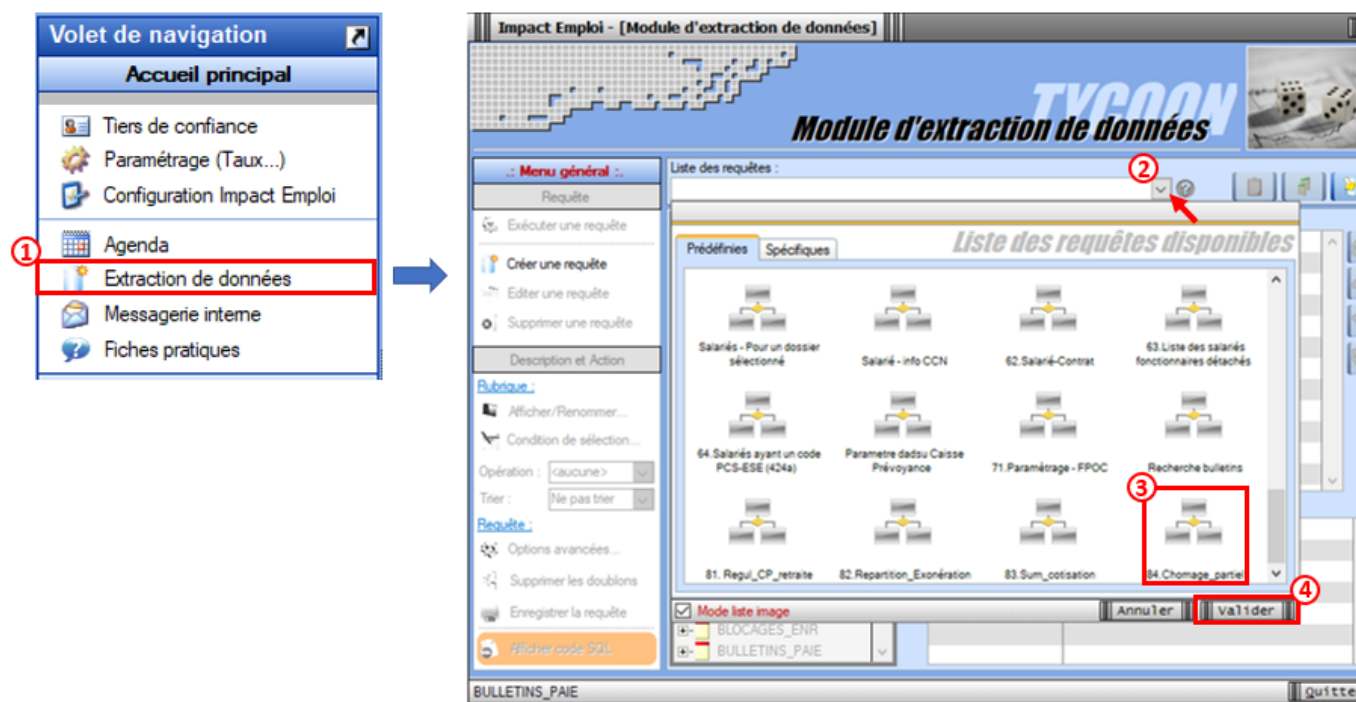 Volet de navigation
Accueil principal
Tiers de confiance
Paramétrage (Taux...)
Configuration Impact Emploi
1
Agenda
Extraction de données
Messagerie interne
Fiches pratiques
Impact Emploi - [Module d'extraction de données]
TYCOON
Module d'extraction de données
.: Menu général :.
Requête
Exécuter une requête
Créer une requête
Editer une requête
Supprimer une requête
Description et Action
Rubrique :
Afficher/Renommer...
Condition de sélection...
Opération : <aucune>
Trier : Ne pas trier
Requête :
Options avancées...
Supprimer les doublons
Enregistrer la requête
Afficher code SQL
Liste des requêtes :
2
Prédéfinies Spécifiques
Liste des requêtes disponibles
Salariés - Pour un dossier
sélectionné
Salarié - info CCN
62.Salarié-Contrat
63.Liste des salariés
fonctionnaires détachés
64.Salariés ayant un code
PCS-ESE (424a)
Parametre dadsu Caisse
Prévoyance
71.Paramétrage - FPOC
Recherche bulletins
3
81. Regul_CP_retraite
82.Repartition_Exonération
83.Sum_cotisation
84.Chomage_partiel
4
Mode liste image
Annuler
Valider
BLOCAGES_ENR
BULLETINS_PAIE
BULLETINS_PAIE
Quitte